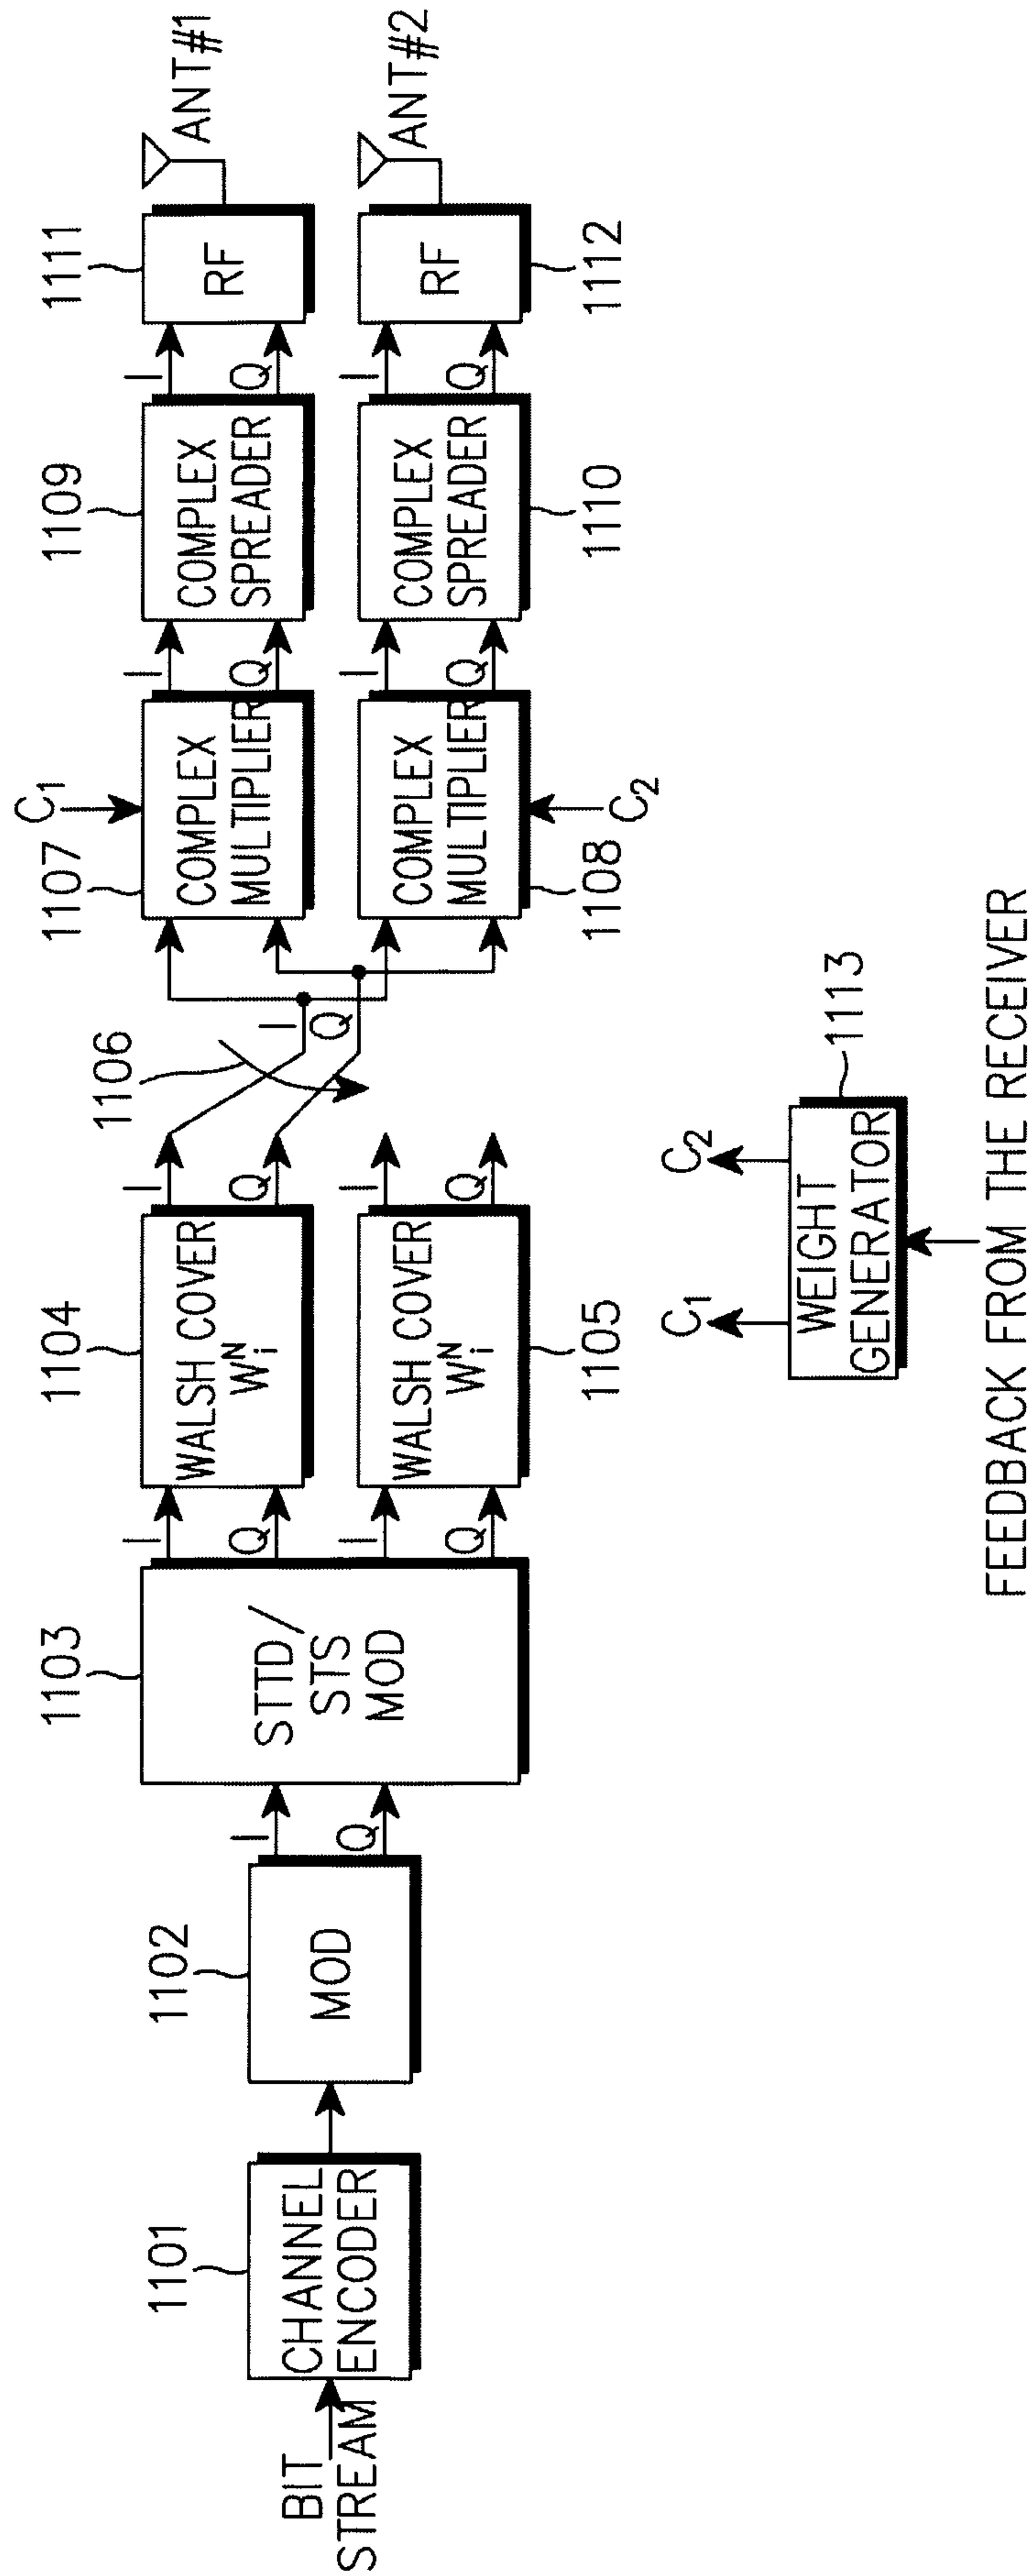 BIT
STREAM
1101
CHANNEL
ENCODER
1102
MOD
I
Q
1103
STTD/
STS
MOD
I
Q
I
Q
1104
WALSH COVER
W_i^N
1105
WALSH COVER
W_i^N
I
Q
I
Q
1106
I
Q
C1
1107
COMPLEX
MULTIPLIER
1108
COMPLEX
MULTIPLIER
C2
I
Q
I
Q
1109
COMPLEX
SPREADER
1110
COMPLEX
SPREADER
I
Q
I
Q
1111
RF
1112
RF
ANT#1
ANT#2
C1
C2
1113
WEIGHT
GENERATOR
FEEDBACK FROM THE RECEIVER